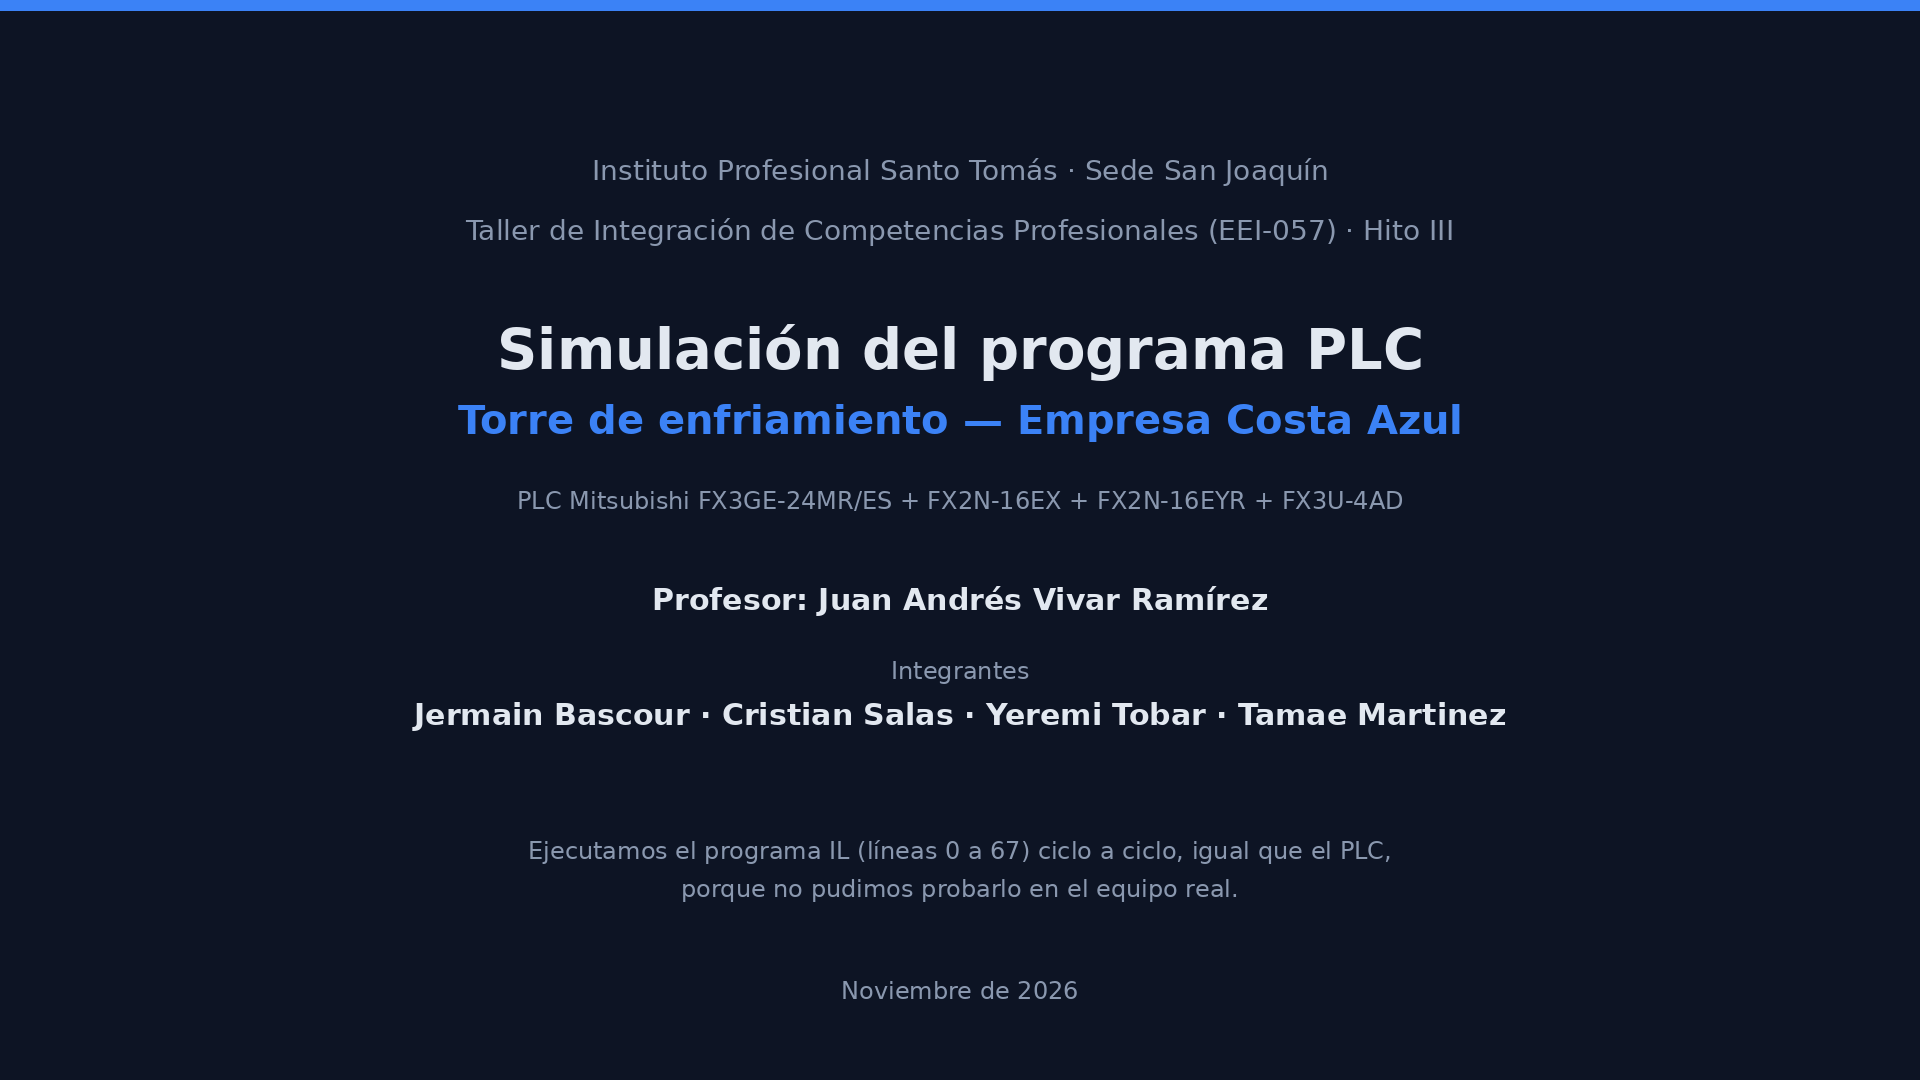 Instituto Profesional Santo Tomás · Sede San Joaquín
Taller de Integración de Competencias Profesionales (EEI-057) · Hito III
Simulación del programa PLC
Torre de enfriamiento — Empresa Costa Azul
PLC Mitsubishi FX3GE-24MR/ES + FX2N-16EX + FX2N-16EYR + FX3U-4AD
Profesor: Juan Andrés Vivar Ramírez
Integrantes
Jermain Bascour · Cristian Salas · Yeremi Tobar · Tamae Martinez
Ejecutamos el programa IL (líneas 0 a 67) ciclo a ciclo, igual que el PLC,
porque no pudimos probarlo en el equipo real.
Noviembre de 2026